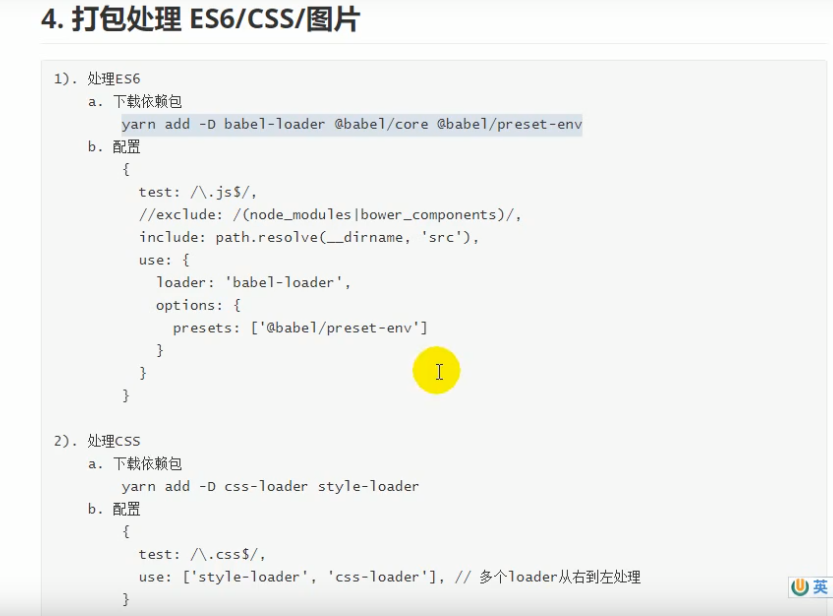 4. 打包处理 ES6/CSS/图片
1). 处理ES6
a. 下载依赖包
yarn add -D babel-loader @babel/core @babel/preset-env
b. 配置
{
test: /\.js$/,
//exclude: /(node_modules|bower_components)/,
include: path.resolve(__dirname, 'src'),
use: {
loader: 'babel-loader',
options: {
presets: ['@babel/preset-env']
}
}
}
2). 处理CSS
a. 下载依赖包
yarn add -D css-loader style-loader
b. 配置
{
test: /\.css$/,
use: ['style-loader', 'css-loader'], // 多个loader从右到左处理
}
英